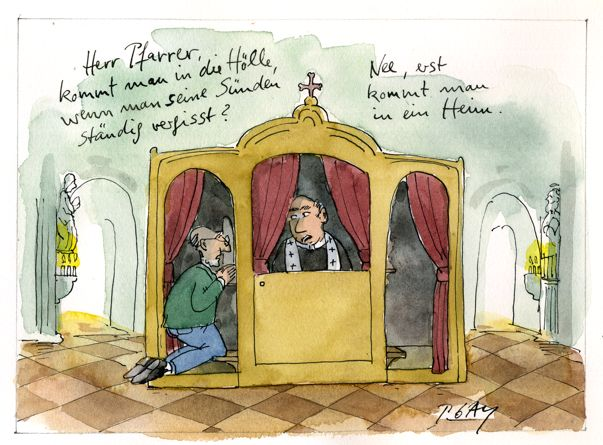 Herr Pfarrer,
kommt man in die Hölle,
wenn man seine Sünden
ständig vergisst?
Nee, erst
kommt man
in ein Heim.
P. GAY